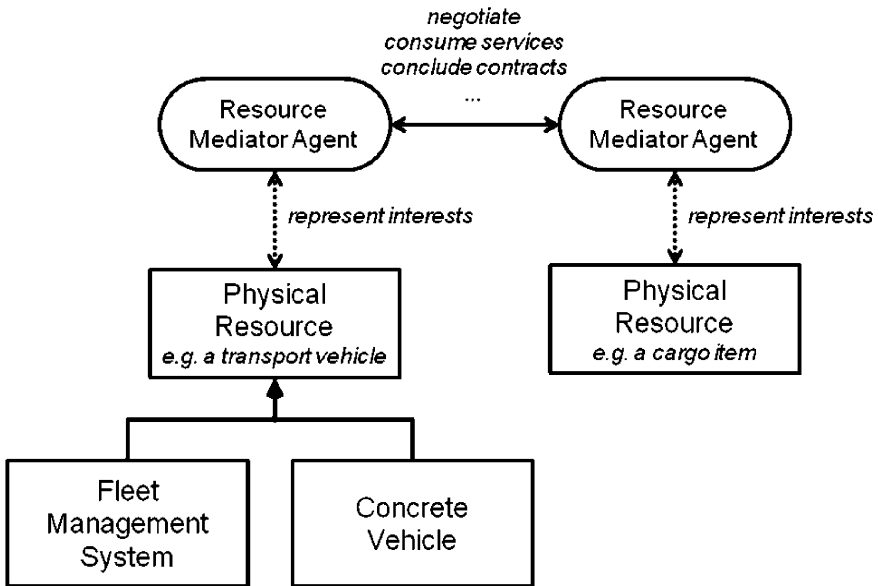 negotiate
consume services
conclude contracts
...
Resource
Mediator Agent
Resource
Mediator Agent
represent interests
represent interests
Physical
Resource
e.g. a transport vehicle
Physical
Resource
e.g. a cargo item
Fleet
Management
System
Concrete
Vehicle